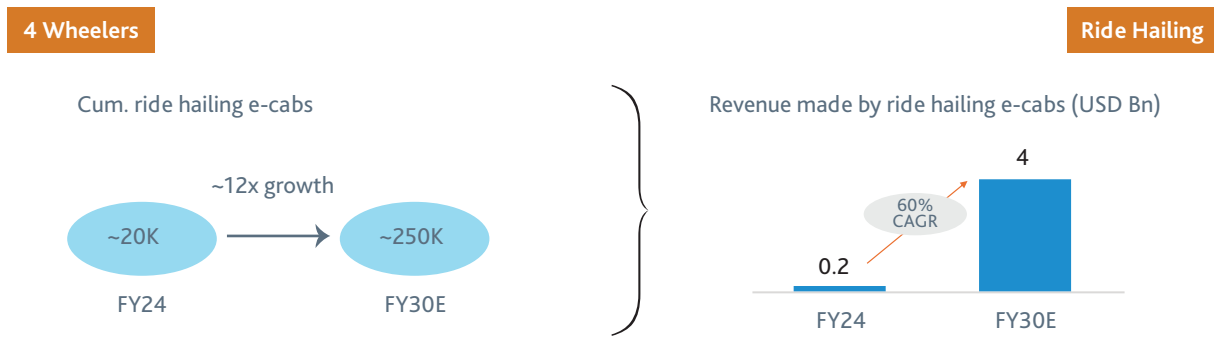 4 Wheelers
Ride Hailing
Cum. ride hailing e-cabs
~12x growth
~20K
~250K
FY24
FY30E
Revenue made by ride hailing e-cabs (USD Bn)
4
60%
CAGR
0.2
FY24
FY30E